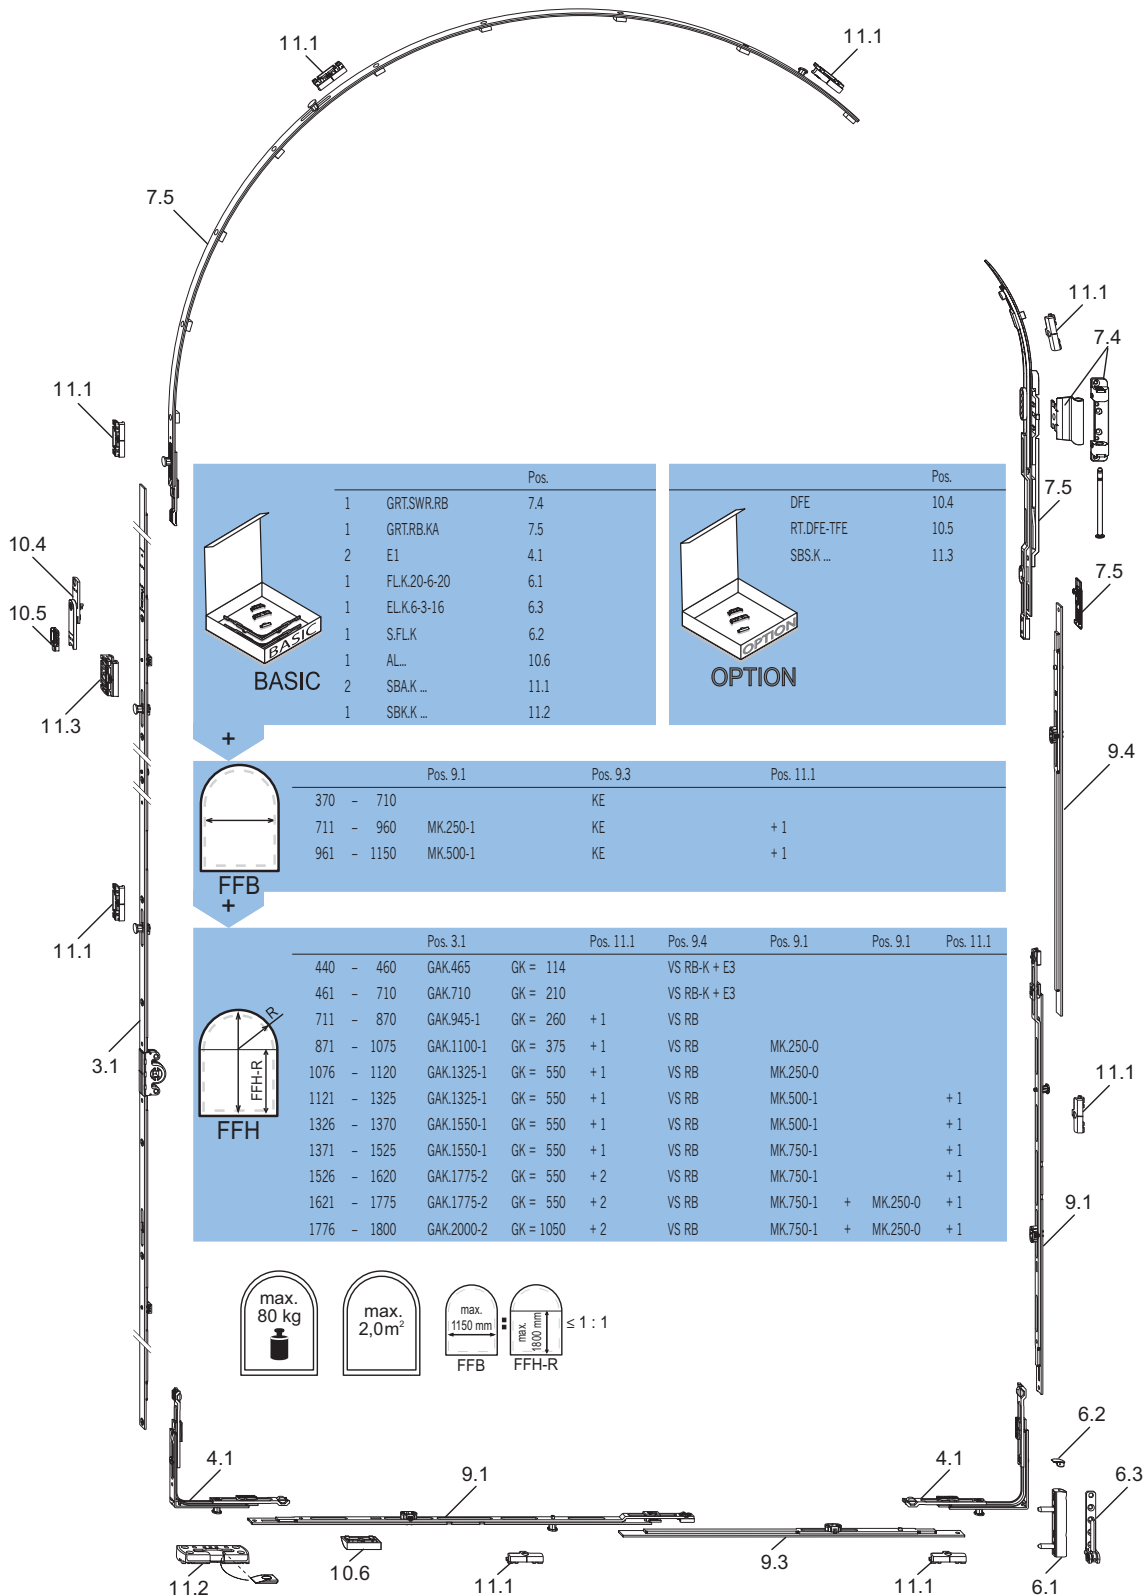 11.1
11.1
7.5
11.1
7.4
11.1
7.5
Pos.
1 GRT.SWR.RB 7.4
1 GRT.RB.KA 7.5
2 E1 4.1
1 FL.K.20-6-20 6.1
1 EL.K.6-3-16 6.3
1 S.FL.K 6.2
1 AL... 10.6
2 SBA.K ... 11.1
1 SBK.K ... 11.2
BASIC
BASIC
Pos.
DFE 10.4
RT.DFE-TFE 10.5
SBS.K ... 11.3
OPTION
OPTION
10.4
10.5
11.3
7.5
9.4
+
Pos. 9.1 Pos. 9.3 Pos. 11.1
370 – 710 KE
711 – 960 MK.250-1 KE + 1
961 – 1150 MK.500-1 KE + 1
FFB
+
11.1
Pos. 3.1 Pos. 11.1 Pos. 9.4 Pos. 9.1 Pos. 9.1 Pos. 11.1
440 – 460 GAK.465 GK = 114 VS RB-K + E3
461 – 710 GAK.710 GK = 210 VS RB-K + E3
711 – 870 GAK.945-1 GK = 260 + 1 VS RB
871 – 1075 GAK.1100-1 GK = 375 + 1 VS RB MK.250-0
1076 – 1120 GAK.1325-1 GK = 550 + 1 VS RB MK.250-0
1121 – 1325 GAK.1325-1 GK = 550 + 1 VS RB MK.500-1 + 1
1326 – 1370 GAK.1550-1 GK = 550 + 1 VS RB MK.500-1 + 1
1371 – 1525 GAK.1550-1 GK = 550 + 1 VS RB MK.750-1 + 1
1526 – 1620 GAK.1775-2 GK = 550 + 2 VS RB MK.750-1 + 1
1621 – 1775 GAK.1775-2 GK = 550 + 2 VS RB MK.750-1 + MK.250-0 + 1
1776 – 1800 GAK.2000-2 GK = 1050 + 2 VS RB MK.750-1 + MK.250-0 + 1
R
FFH-R
FFH
3.1
11.1
9.1
max.
80 kg
max.
2,0m²
max.
1150 mm
FFB
:
max.
1800 mm
FFH-R
≤ 1 : 1
4.1
9.1
4.1
6.2
6.3
11.2
10.6
11.1
9.3
11.1
6.1